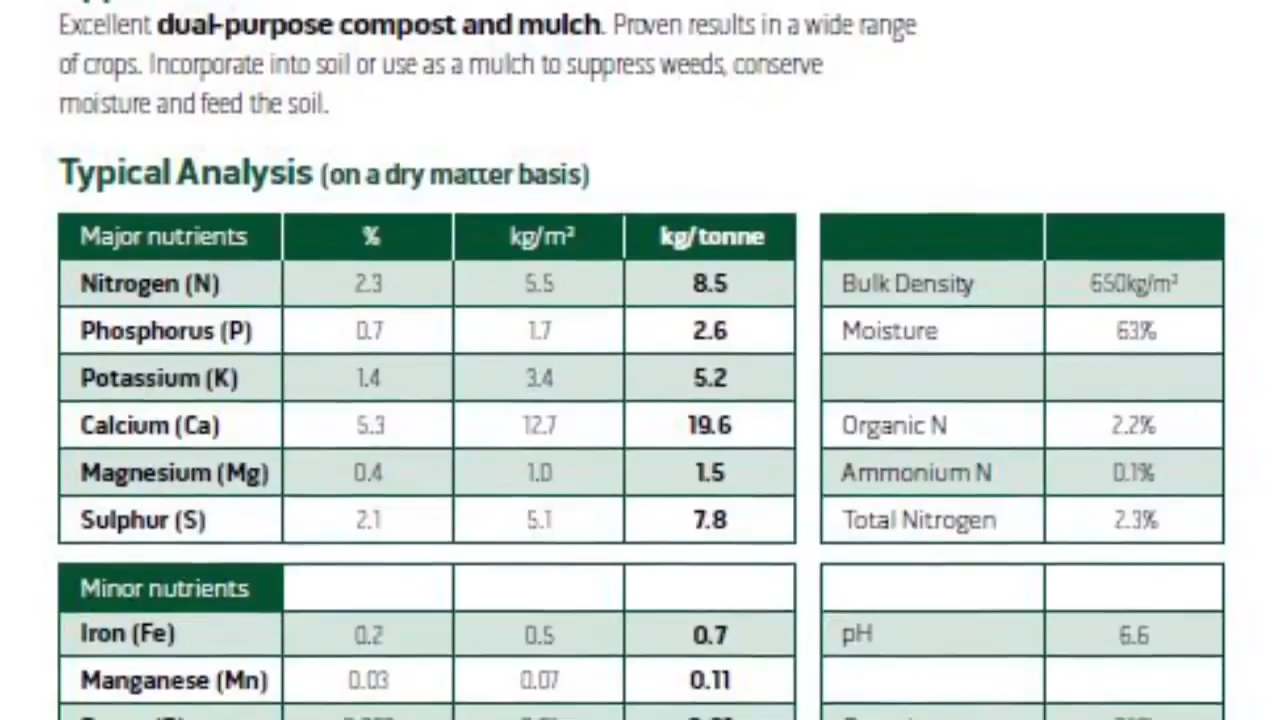 Excellent dual-purpose compost and mulch. Proven results in a wide range
of crops. Incorporate into soil or use as a mulch to suppress weeds, conserve
moisture and feed the soil.
Typical Analysis (on a dry matter basis)
Major nutrients % kg/m³ kg/tonne
Nitrogen (N) 2.3 5.5 8.5
Phosphorus (P) 0.7 1.7 2.6
Potassium (K) 1.4 3.4 5.2
Calcium (Ca) 5.3 12.7 19.6
Magnesium (Mg) 0.4 1.0 1.5
Sulphur (S) 2.1 5.1 7.8
Bulk Density 650kg/m³
Moisture 63%
Organic N 2.2%
Ammonium N 0.1%
Total Nitrogen 2.3%
Minor nutrients
Iron (Fe) 0.2 0.5 0.7
Manganese (Mn) 0.03 0.07 0.11
pH 6.6